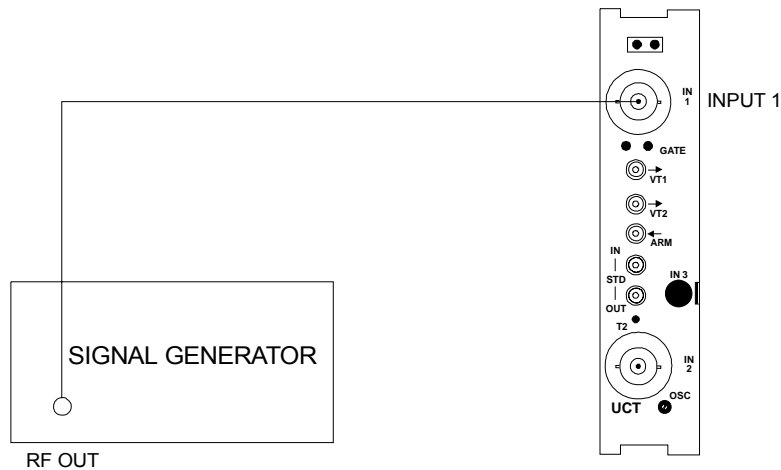 IN
1
INPUT 1
GATE
VT1
VT2
ARM
IN
STD
IN 3
OUT
T2
SIGNAL GENERATOR
IN
2
OSC
UCT
RF OUT